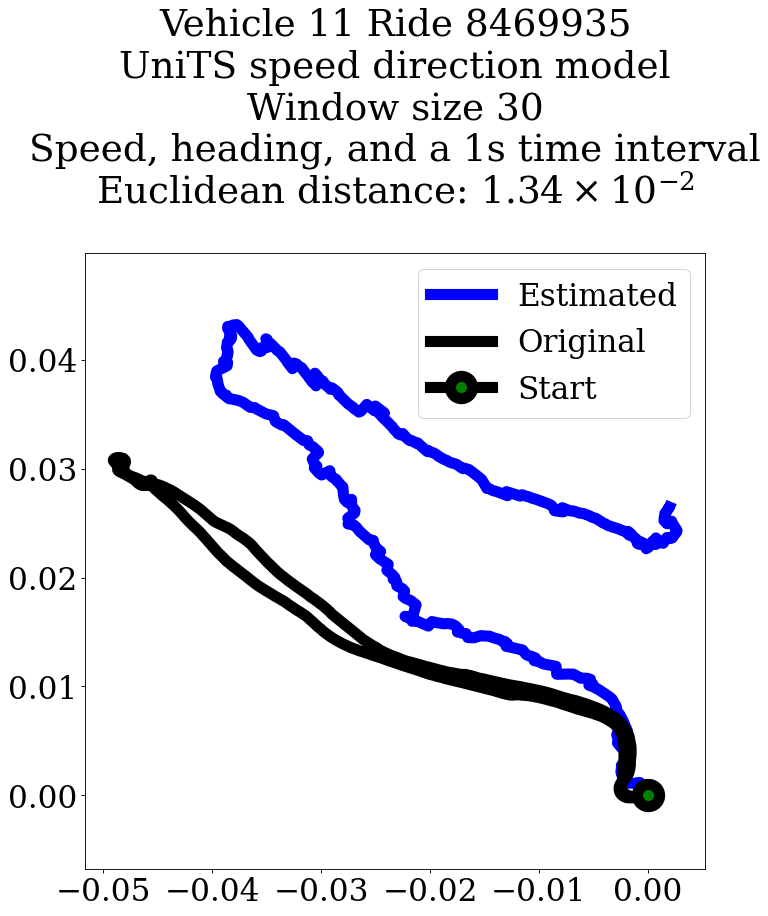 Vehicle 11 Ride 8469935
UniTS speed direction model
Window size 30
Speed, heading, and a 1s time interval
Euclidean distance: 1.34 × 10⁻²
Estimated
Original
Start
0.04
0.03
0.02
0.01
0.00
−0.05 −0.04 −0.03 −0.02 −0.01 0.00